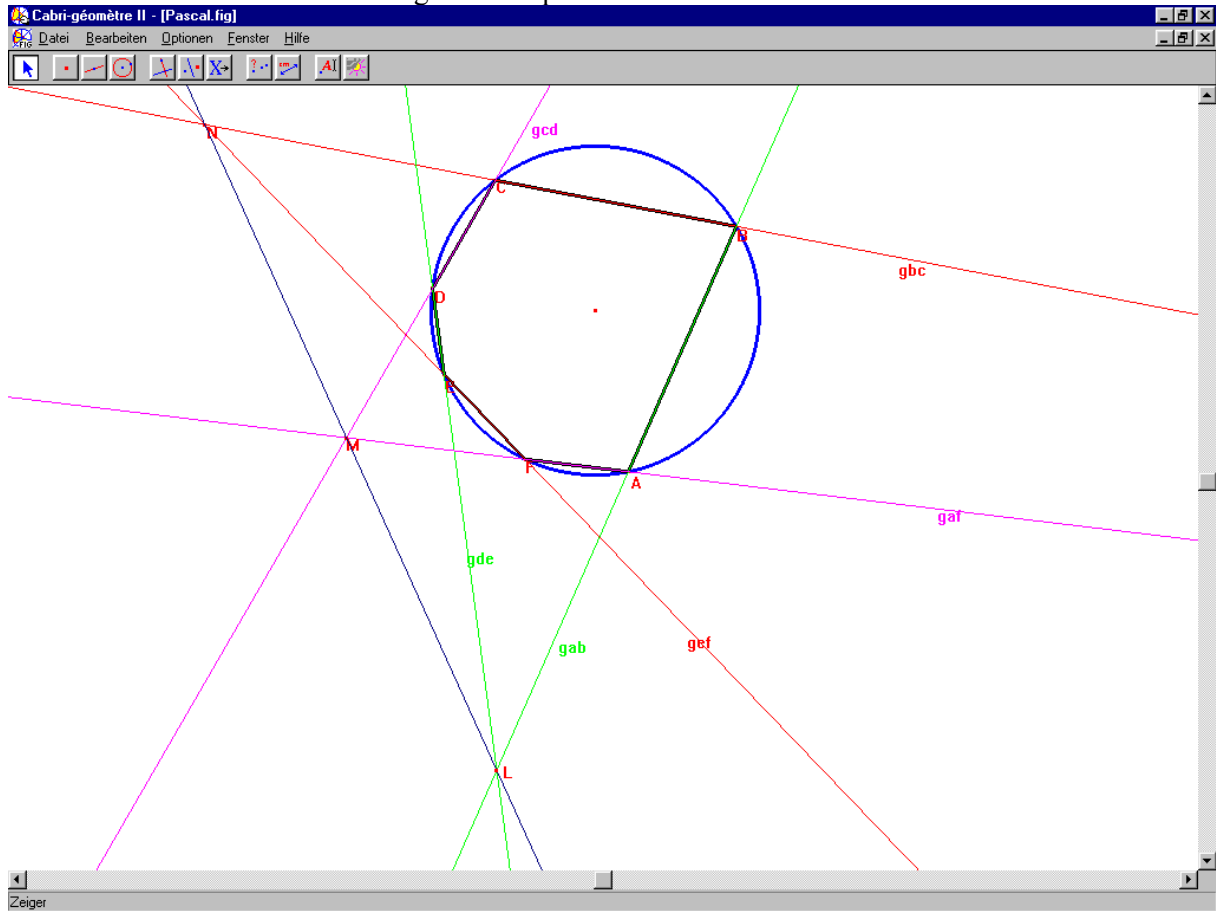 Cabri-géomètre II - [Pascal.fig]
Datei Bearbeiten Optionen Fenster Hilfe
N
gcd
C
B
gbc
D
E
M
F
A
gaf
gde
gab
gef
L
Zeiger